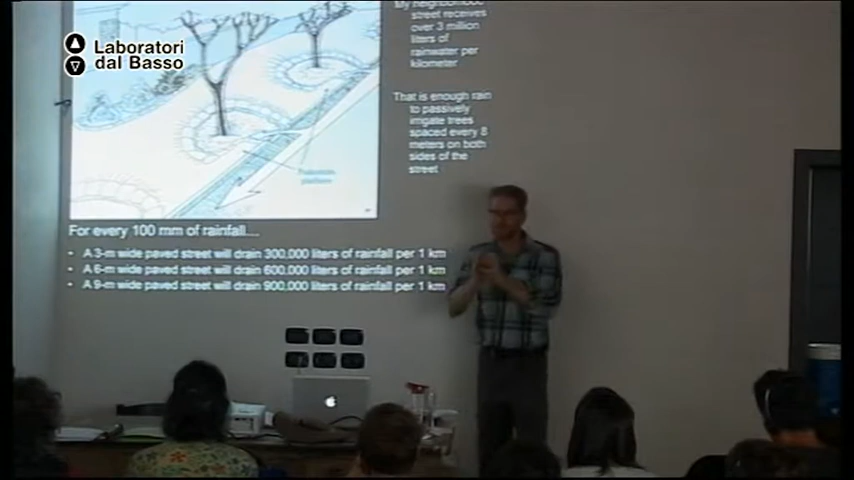 Laboratori
dal Basso
My neighborhood
street receives
over 3 million
liters of
rainwater per
kilometer
That is enough rain
to passively
irrigate trees
spaced every 8
meters on both
sides of the
street
For every 100 mm of rainfall....
• A 3-m wide paved street will drain 300,000 liters of rainfall per 1 km
• A 6-m wide paved street will drain 600,000 liters of rainfall per 1 km
• A 9-m wide paved street will drain 900,000 liters of rainfall per 1 km